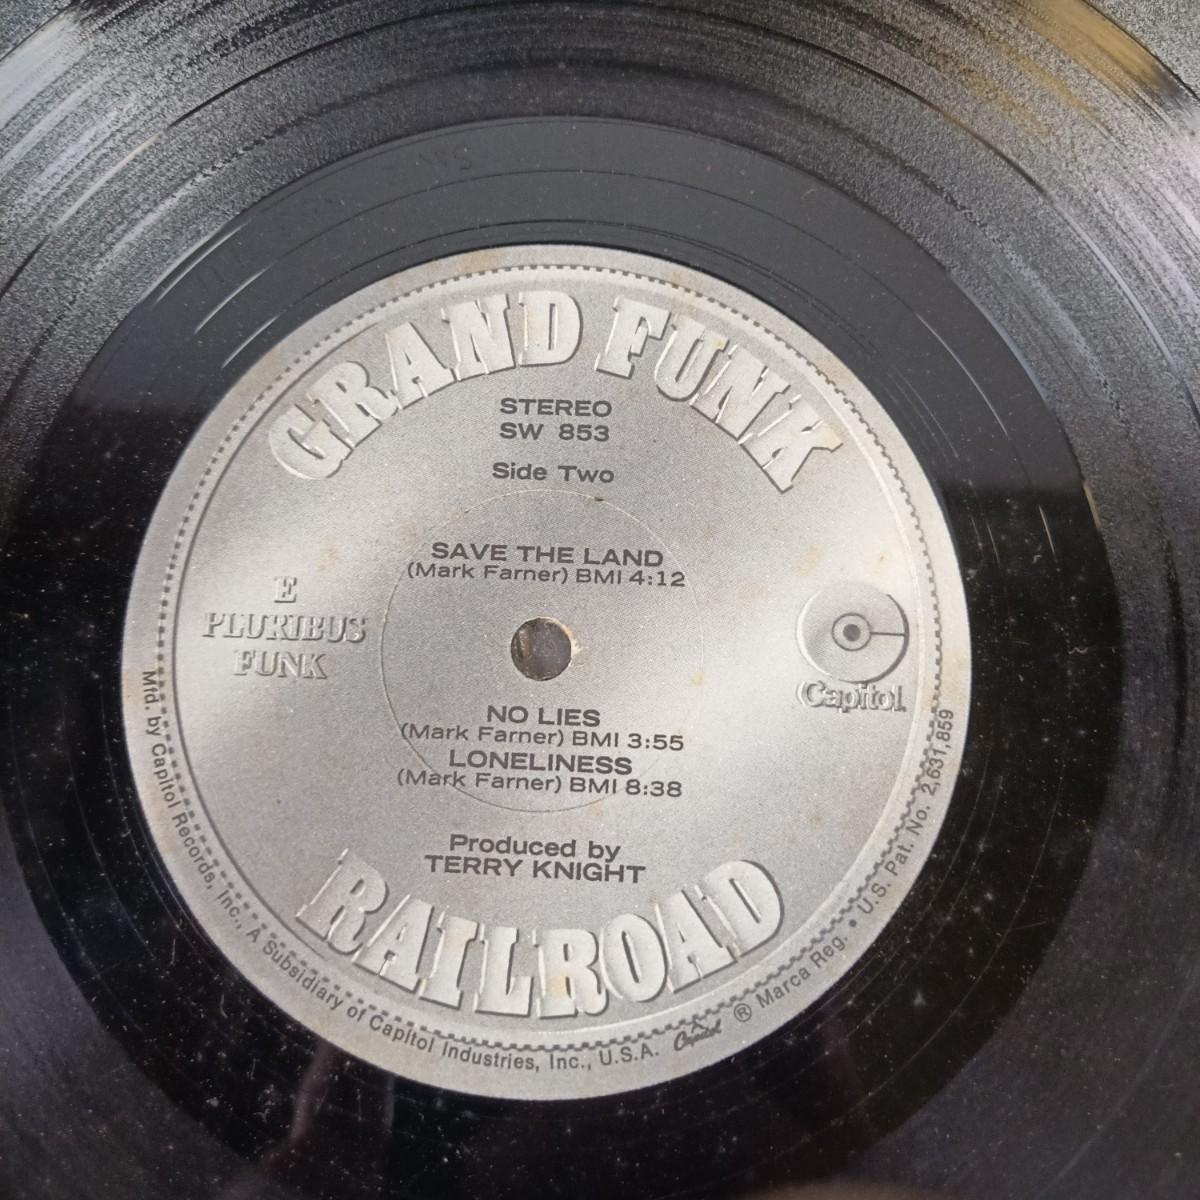 GRAND FUNK
STEREO
SW 853
Side Two
SAVE THE LAND
(Mark Farner) BMI 4:12
E
PLURIBUS
FUNK
Capitol
NO LIES
(Mark Farner) BMI 3:55
LONELINESS
(Mark Farner) BMI 8:38
Produced by
TERRY KNIGHT
RAILROAD
Mfd. by Capitol Records, Inc., A Subsidiary of Capitol Industries, Inc., U.S.A. Capitol ® Marca Reg. • U.S. Pat. No. 2,631,859